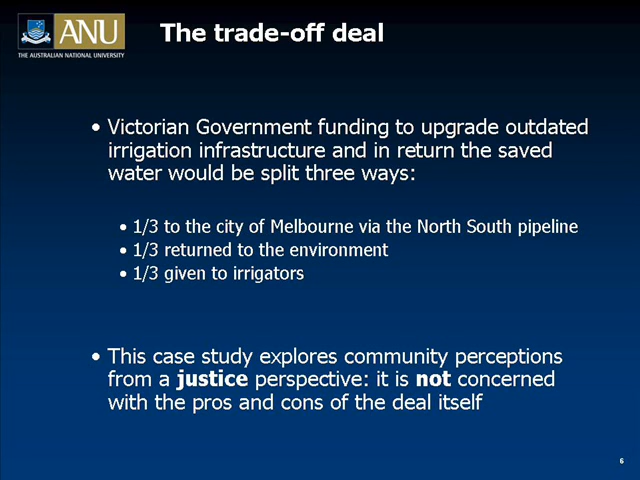 ANU
THE AUSTRALIAN NATIONAL UNIVERSITY
The trade-off deal
• Victorian Government funding to upgrade outdated
irrigation infrastructure and in return the saved
water would be split three ways:
• 1/3 to the city of Melbourne via the North South pipeline
• 1/3 returned to the environment
• 1/3 given to irrigators
• This case study explores community perceptions
from a justice perspective: it is not concerned
with the pros and cons of the deal itself
6